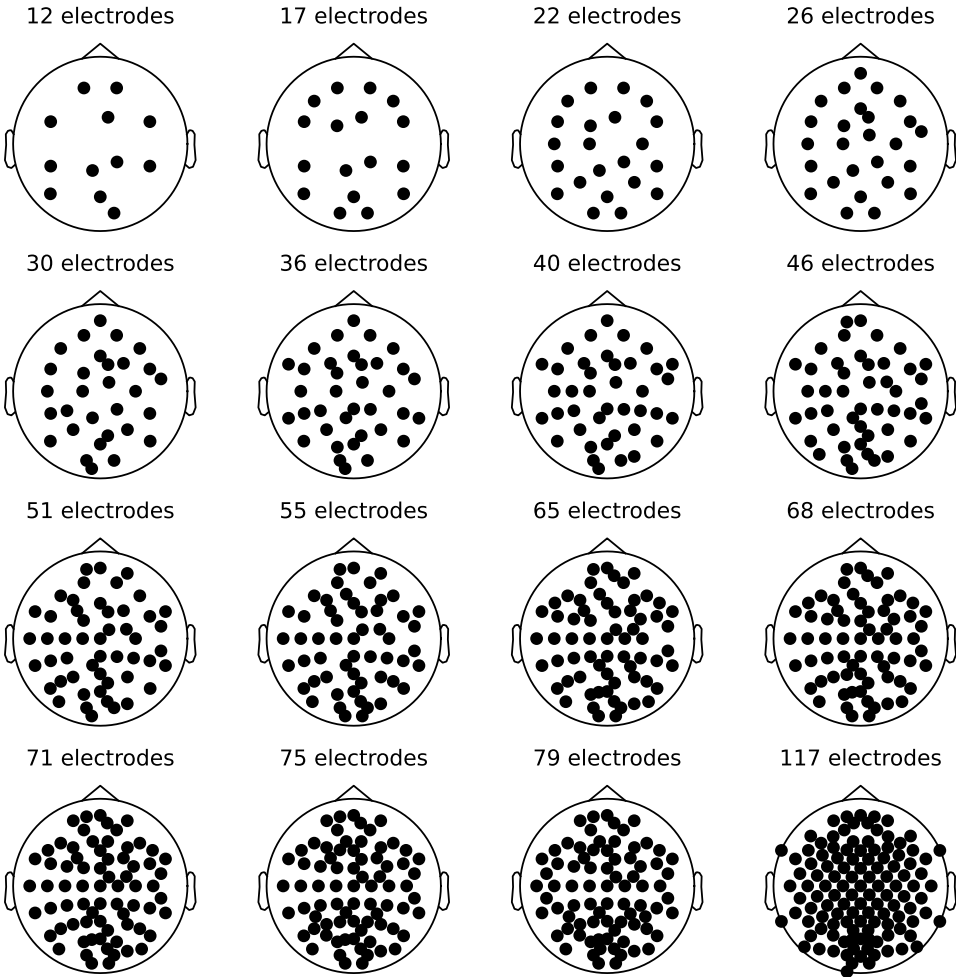 12 electrodes
17 electrodes
22 electrodes
26 electrodes
30 electrodes
36 electrodes
40 electrodes
46 electrodes
51 electrodes
55 electrodes
65 electrodes
68 electrodes
71 electrodes
75 electrodes
79 electrodes
117 electrodes